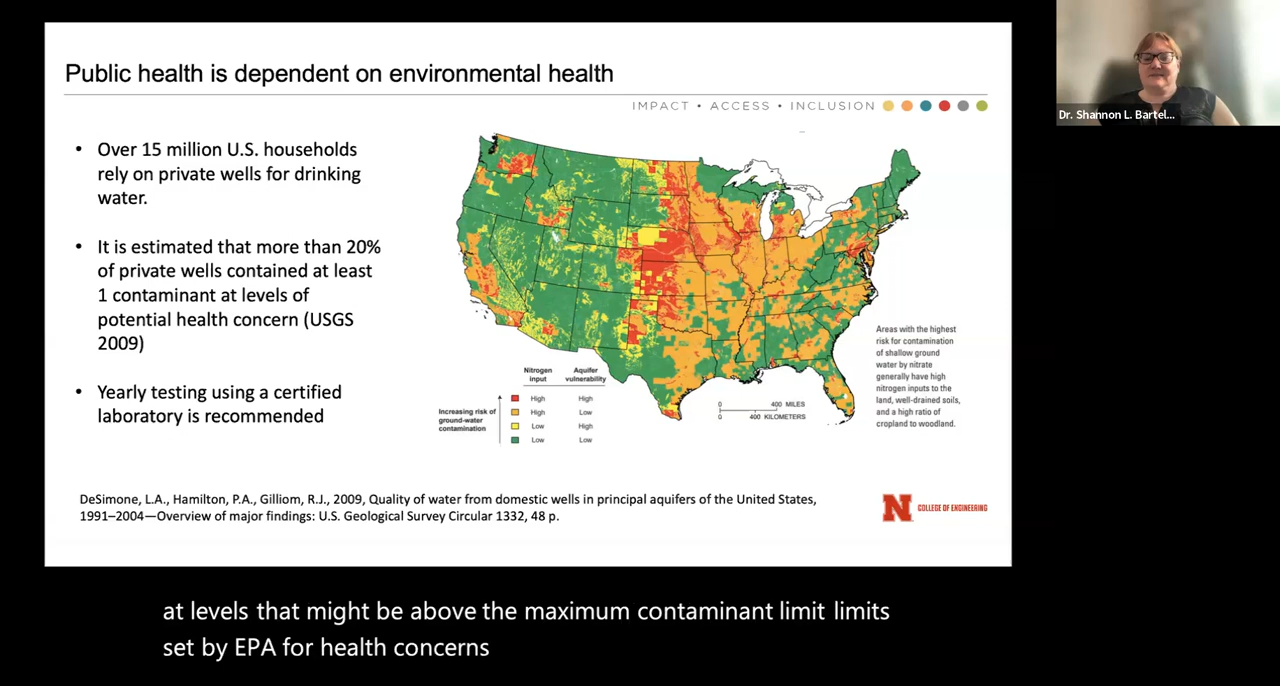 Public health is dependent on environmental health
IMPACT • ACCESS • INCLUSION
• Over 15 million U.S. households
rely on private wells for drinking
water.
• It is estimated that more than 20%
of private wells contained at least
1 contaminant at levels of
potential health concern (USGS
2009)
• Yearly testing using a certified
laboratory is recommended
Nitrogen input
Aquifer vulnerability
Increasing risk of
ground-water
contamination
High High
High Low
Low High
Low Low
0 400 MILES
0 400 KILOMETERS
Areas with the highest
risk for contamination
of shallow ground
water by nitrate
generally have high
nitrogen inputs to the
land, well-drained soils,
and a high ratio of
cropland to woodland.
DeSimone, L.A., Hamilton, P.A., Gilliom, R.J., 2009, Quality of water from domestic wells in principal aquifers of the United States,
1991–2004—Overview of major findings: U.S. Geological Survey Circular 1332, 48 p.
N COLLEGE OF ENGINEERING
Dr. Shannon L. Bartel...
at levels that might be above the maximum contaminant limit limits
set by EPA for health concerns